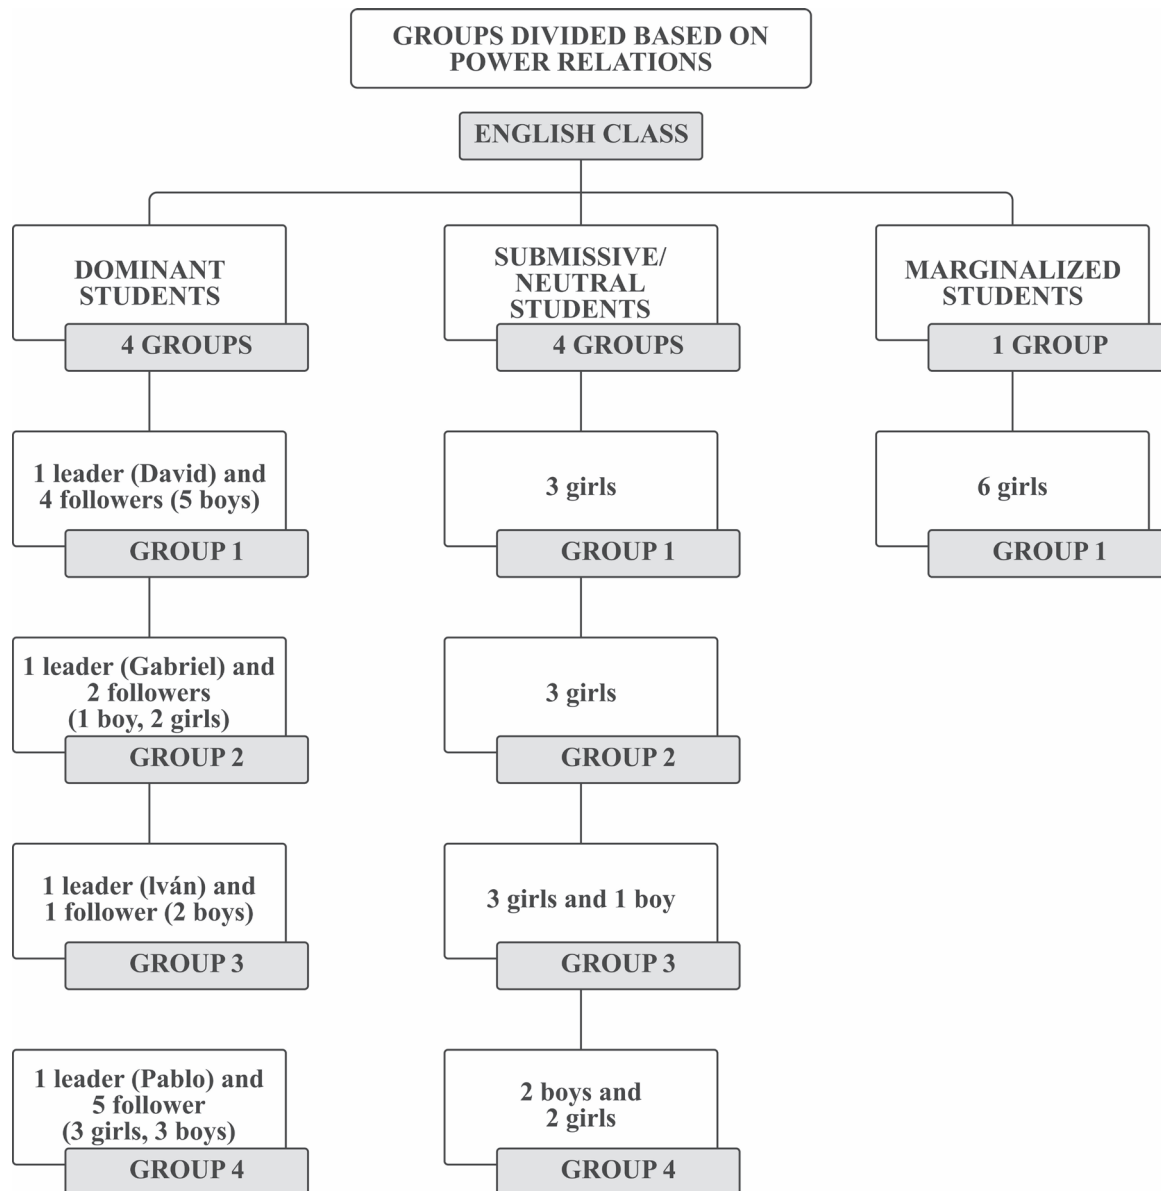 GROUPS DIVIDED BASED ON
POWER RELATIONS
ENGLISH CLASS
DOMINANT
STUDENTS
4 GROUPS
1 leader (David) and
4 followers (5 boys)
GROUP 1
1 leader (Gabriel) and
2 followers
(1 boy, 2 girls)
GROUP 2
1 leader (Iván) and
1 follower (2 boys)
GROUP 3
1 leader (Pablo) and
5 follower
(3 girls, 3 boys)
GROUP 4
SUBMISSIVE/
NEUTRAL
STUDENTS
4 GROUPS
3 girls
GROUP 1
3 girls
GROUP 2
3 girls and 1 boy
GROUP 3
2 boys and
2 girls
GROUP 4
MARGINALIZED
STUDENTS
1 GROUP
6 girls
GROUP 1